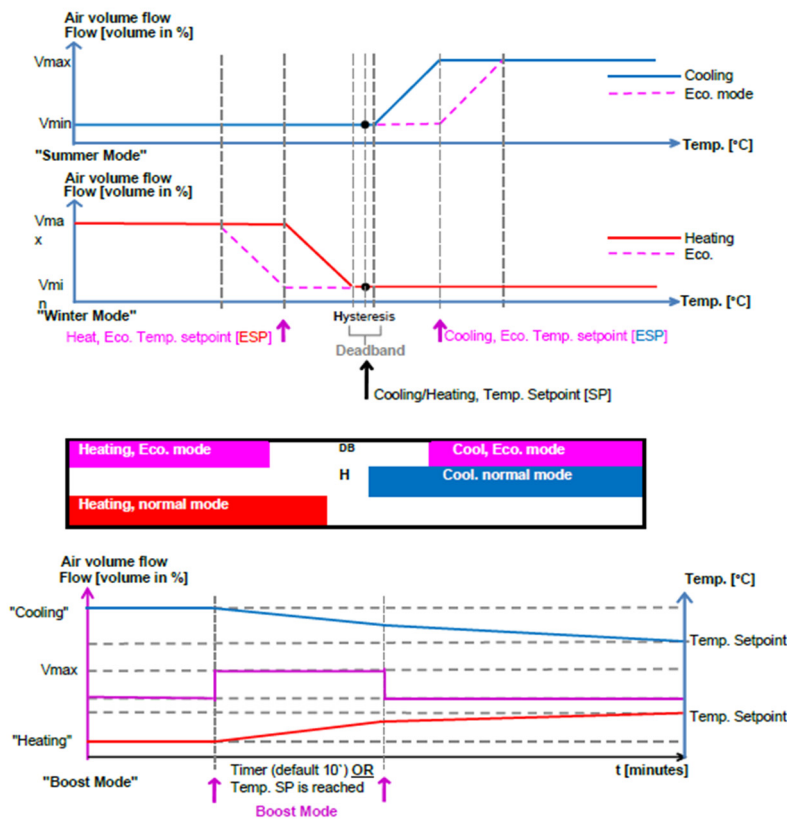 Air volume flow
Flow [volume in %]
Vmax
Cooling
Eco. mode
Vmin
Temp. [°C]
"Summer Mode"
Air volume flow
Flow [volume in %]
Vma
x
Heating
Eco.
Vmi
n
Temp. [°C]
"Winter Mode"
Hysteresis
Heat, Eco. Temp. setpoint [ESP]
Cooling, Eco. Temp. setpoint [ESP]
Deadband
Cooling/Heating, Temp. Setpoint [SP]
Heating, Eco. mode
DB
Cool, Eco. mode
H
Cool. normal mode
Heating, normal mode
Air volume flow
Flow [volume in %]
Temp. [°C]
"Cooling"
Temp. Setpoint
Vmax
Temp. Setpoint
"Heating"
Timer (default 10`) OR
t [minutes]
"Boost Mode"
Temp. SP is reached
Boost Mode